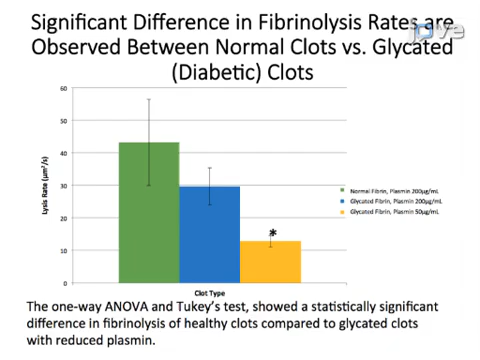 Significant Difference in Fibrinolysis Rates are
Observed Between Normal Clots vs. Glycated
(Diabetic) Clots
jove
60
50
40
30
20
10
0
Lysis Rate (µm²/s)
Clot Type
*
Normal Fibrin, Plasmin 200µg/mL
Glycated Fibrin, Plasmin 200µg/mL
Glycated Fibrin, Plasmin 50µg/mL
The one-way ANOVA and Tukey's test, showed a statistically significant
difference in fibrinolysis of healthy clots compared to glycated clots
with reduced plasmin.